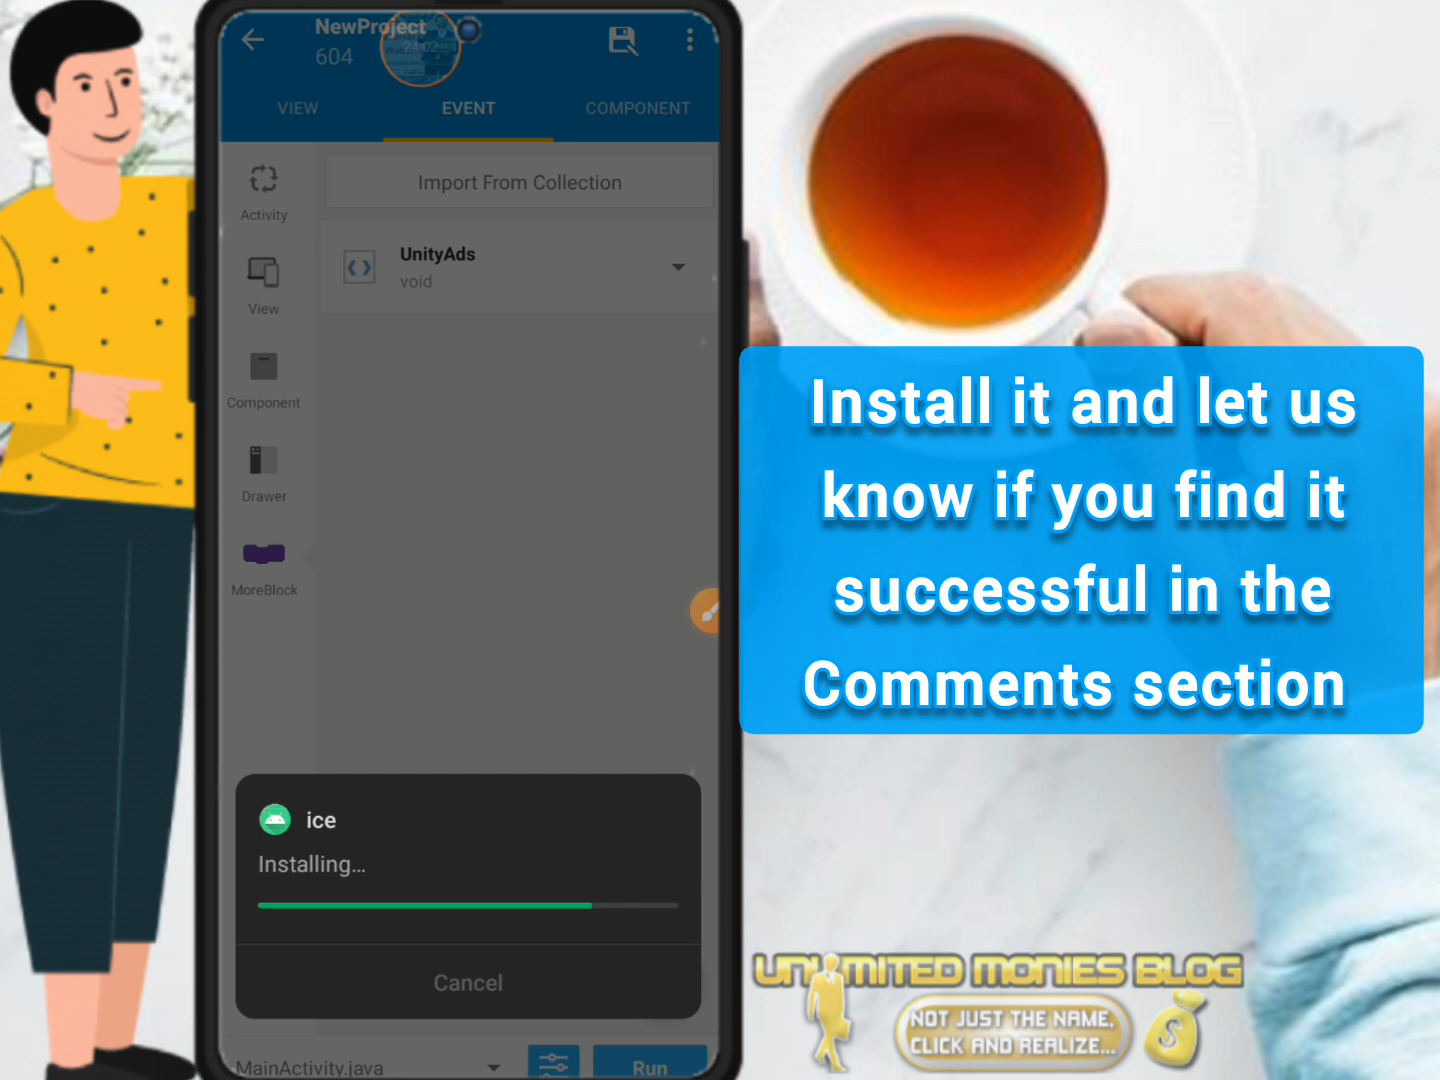 NewProject
604
24:02
VIEW
EVENT
COMPONENT
Import From Collection
Activity
UnityAds
void
View
Component
Drawer
MoreBlock
Install it and let us
know if you find it
successful in the
Comments section
ice
Installing...
Cancel
MainActivity.java
Run
UNLIMITED MONIES BLOG
NOT JUST THE NAME,
CLICK AND REALIZE...
$